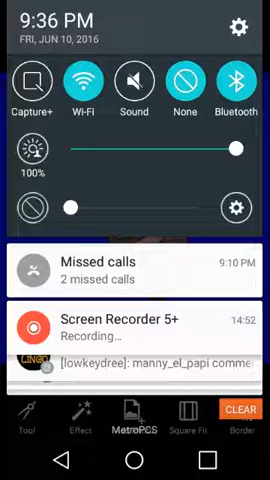 9:36 PM
FRI, JUN 10, 2016
Capture+
Wi-Fi
Sound
None
Bluetooth
100%
Missed calls
9:10 PM
2 missed calls
Screen Recorder 5+
14:52
Recording...
LINGO
[lowkeydree]: manny_el_papi comme
CLEAR
Tool
Effect
MetroPCS
Square Fit
Border